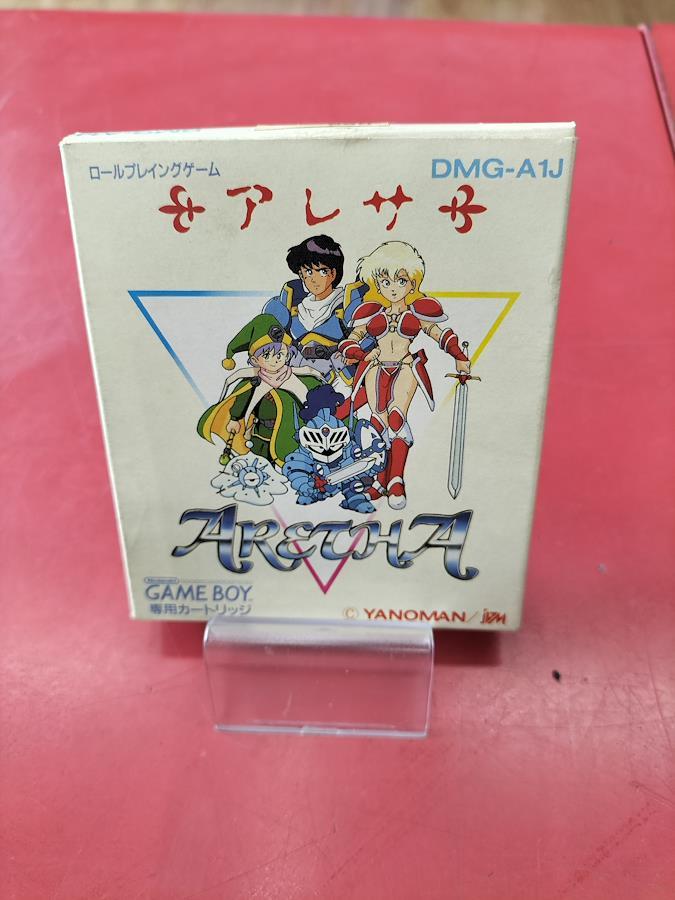 ロールプレイングゲーム
DMG-A1J
アレサ
ARETHA
Nintendo
GAME BOY
専用カートリッジ
© YANOMAN/jvm